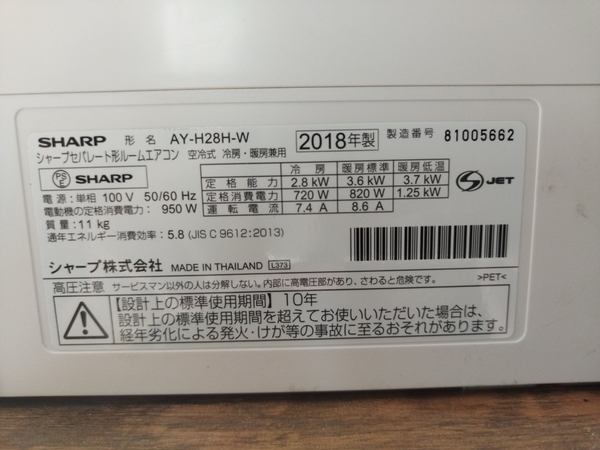 SHARP 形名 AY-H28H-W 2018年製 製造番号 81005662
シャープセパレート形ルームエアコン 空冷式 冷房・暖房兼用
PSE SHARP
電源:単相 100V 50/60 Hz
電動機の定格消費電力: 950 W
質量:11 kg
通年エネルギー消費効率:5.8 (JIS C 9612:2013)
冷房 暖房標準 暖房低温
定格能力 2.8 kW 3.6 kW 3.7 kW
定格消費電力 720 W 820 W 1.25 kW
運転電流 7.4 A 8.6 A
JET
シャープ株式会社 MADE IN THAILAND L373
高圧注意 サービスマン以外の人は分解しない。内部に高電圧部があり、さわると危険です。 >PET<
【設計上の標準使用期間】10年
設計上の標準使用期間を超えてお使いいただいた場合は、
経年劣化による発火・けが等の事故に至るおそれがあります。